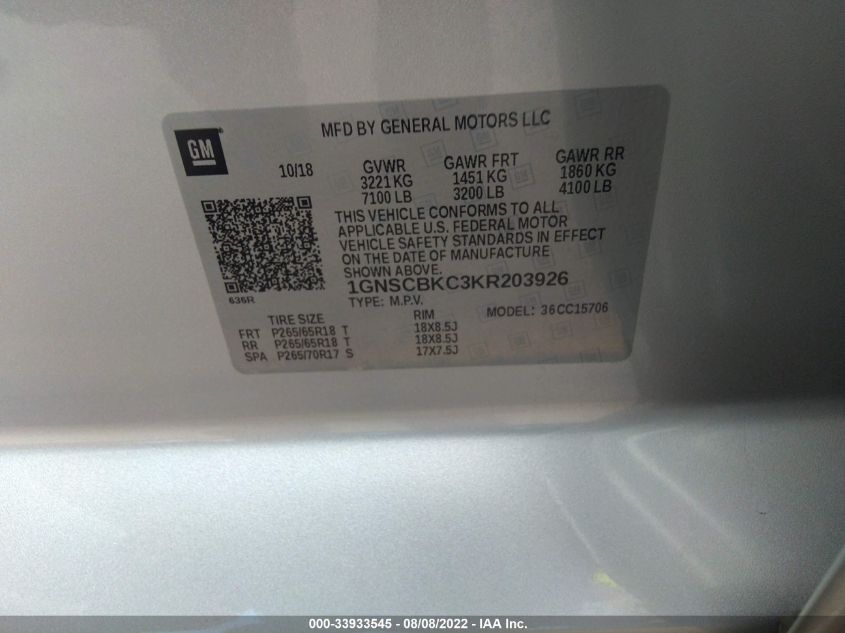 MFD BY GENERAL MOTORS LLC
GM
10/18
GVWR
3221 KG
7100 LB
GAWR FRT
1451 KG
3200 LB
GAWR RR
1860 KG
4100 LB
THIS VEHICLE CONFORMS TO ALL
APPLICABLE U.S. FEDERAL MOTOR
VEHICLE SAFETY STANDARDS IN EFFECT
ON THE DATE OF MANUFACTURE
SHOWN ABOVE.
636R
1GNSCBKC3KR203926
TYPE: M.P.V.
MODEL: 36CC15706
TIRE SIZE RIM
FRT P265/65R18 T 18X8.5J
RR P265/65R18 T 18X8.5J
SPA P265/70R17 S 17X7.5J
000-33933545 - 08/08/2022 - IAA Inc.